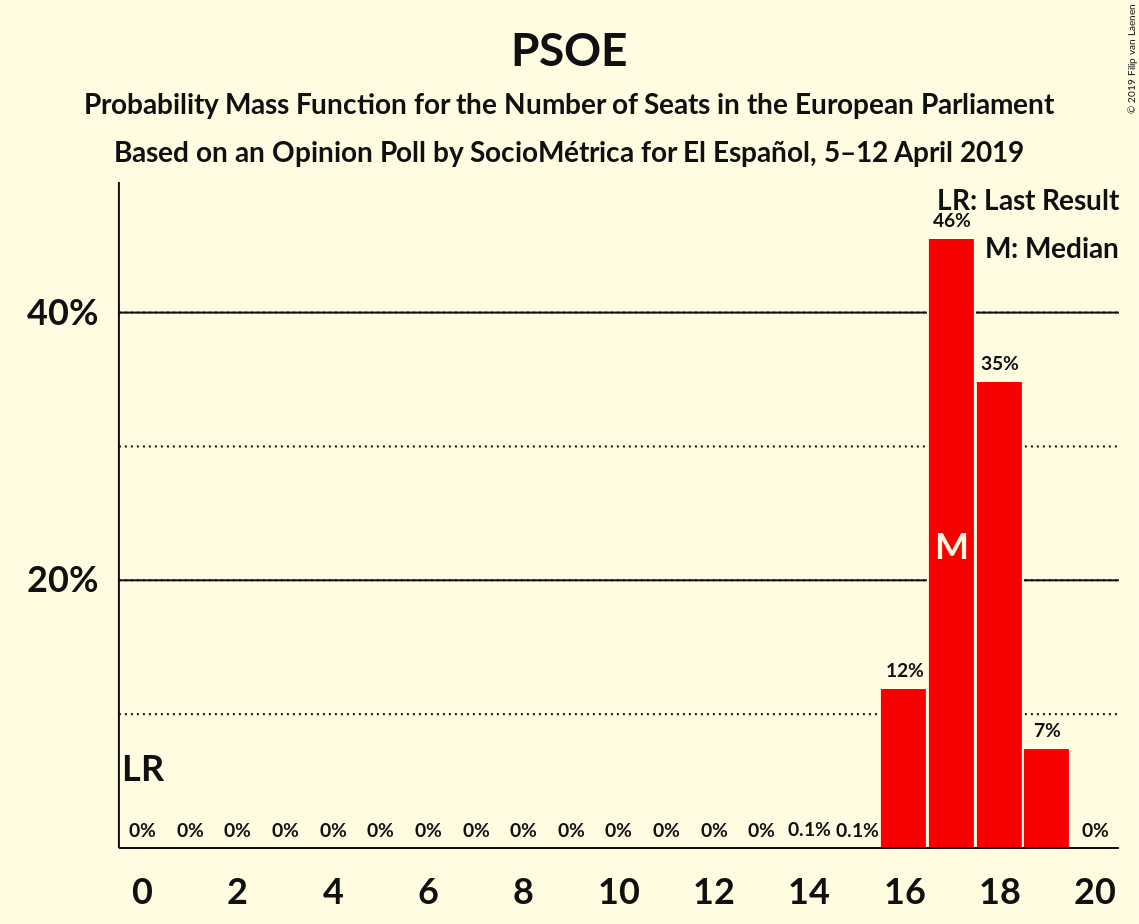 PSOE
Probability Mass Function for the Number of Seats in the European Parliament
Based on an Opinion Poll by SocioMétrica for El Español, 5–12 April 2019
© 2019 Filip van Laenen
LR: Last Result
M: Median
46%
40%
35%
M
20%
12%
7%
LR
0% 0% 0% 0% 0% 0% 0% 0% 0% 0% 0% 0% 0% 0% 0.1% 0.1% 0%
0 2 4 6 8 10 12 14 16 18 20